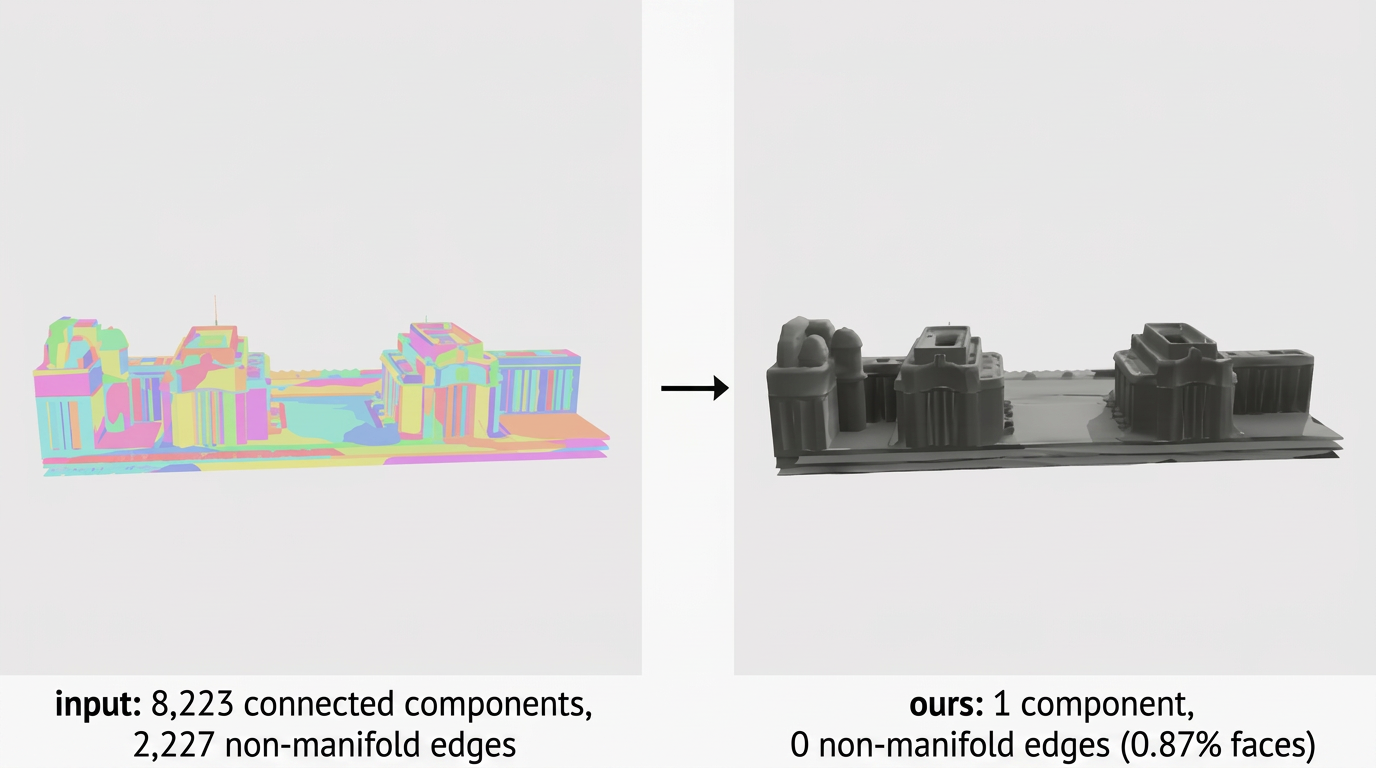 input: 8,223 connected components,
2,227 non-manifold edges
ours: 1 component,
0 non-manifold edges (0.87% faces)